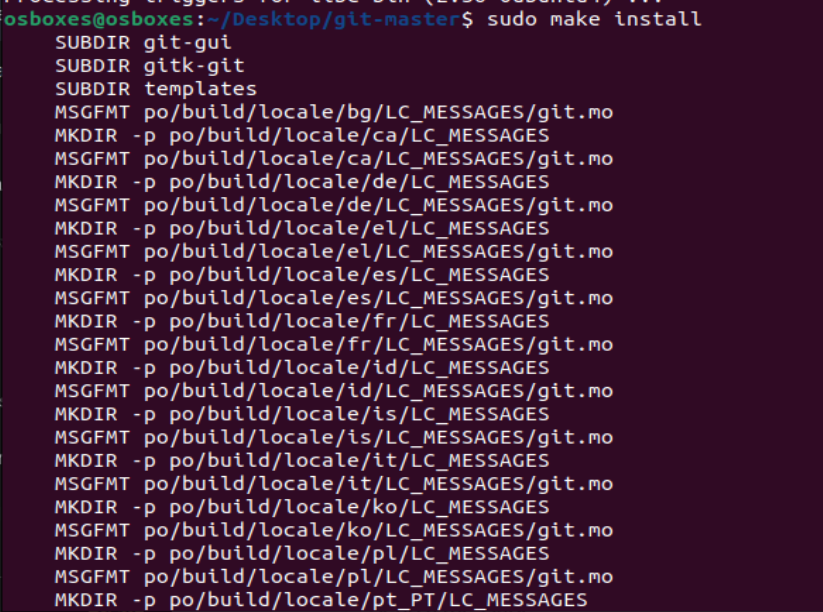 osboxes@osboxes:~/Desktop/git-master$ sudo make install
SUBDIR git-gui
SUBDIR gitk-git
SUBDIR templates
MSGFMT po/build/locale/bg/LC_MESSAGES/git.mo
MKDIR -p po/build/locale/ca/LC_MESSAGES
MSGFMT po/build/locale/ca/LC_MESSAGES/git.mo
MKDIR -p po/build/locale/de/LC_MESSAGES
MSGFMT po/build/locale/de/LC_MESSAGES/git.mo
MKDIR -p po/build/locale/el/LC_MESSAGES
MSGFMT po/build/locale/el/LC_MESSAGES/git.mo
MKDIR -p po/build/locale/es/LC_MESSAGES
MSGFMT po/build/locale/es/LC_MESSAGES/git.mo
MKDIR -p po/build/locale/fr/LC_MESSAGES
MSGFMT po/build/locale/fr/LC_MESSAGES/git.mo
MKDIR -p po/build/locale/id/LC_MESSAGES
MSGFMT po/build/locale/id/LC_MESSAGES/git.mo
MKDIR -p po/build/locale/is/LC_MESSAGES
MSGFMT po/build/locale/is/LC_MESSAGES/git.mo
MKDIR -p po/build/locale/it/LC_MESSAGES
MSGFMT po/build/locale/it/LC_MESSAGES/git.mo
MKDIR -p po/build/locale/ko/LC_MESSAGES
MSGFMT po/build/locale/ko/LC_MESSAGES/git.mo
MKDIR -p po/build/locale/pl/LC_MESSAGES
MSGFMT po/build/locale/pl/LC_MESSAGES/git.mo
MKDIR -p po/build/locale/pt_PT/LC_MESSAGES